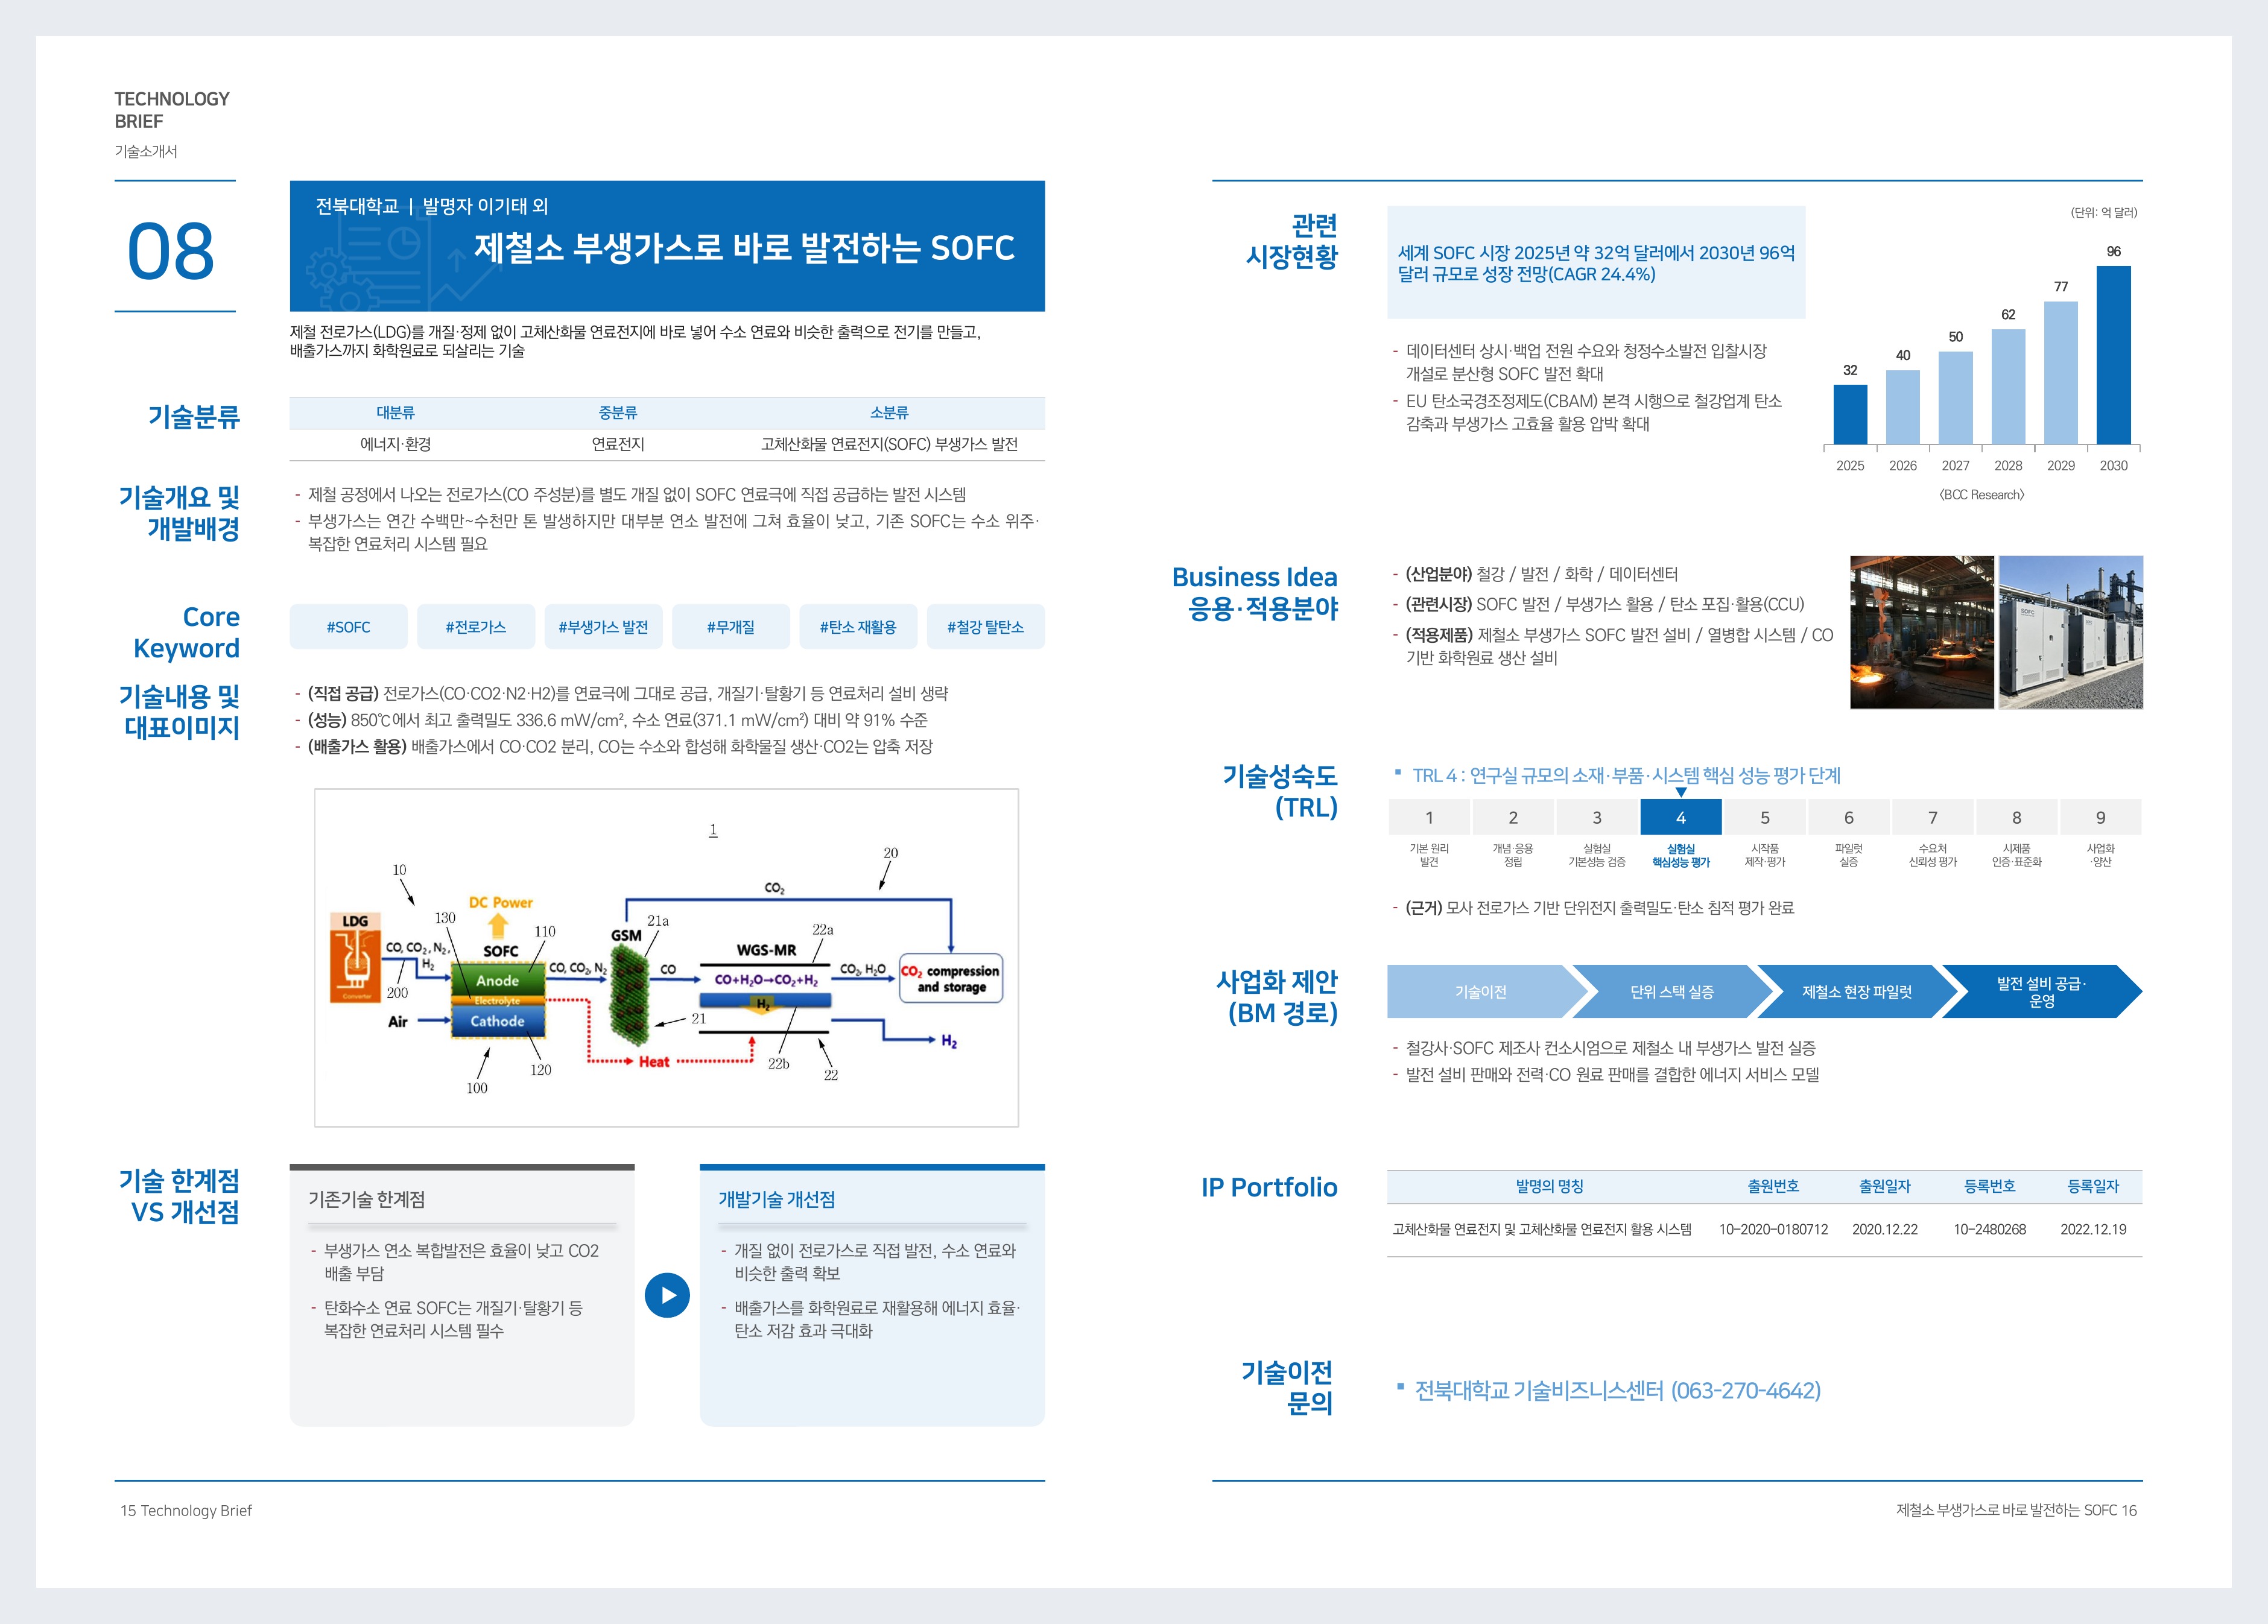 TECHNOLOGY
BRIEF
기술소개서
08
전북대학교 | 발명자 이기태 외
제철소 부생가스로 바로 발전하는 SOFC
제철 전로가스(LDG)를 개질·정제 없이 고체산화물 연료전지에 바로 넣어 수소 연료와 비슷한 출력으로 전기를 만들고,
배출가스까지 화학원료로 되살리는 기술
기술분류
대분류 중분류 소분류
에너지·환경 연료전지 고체산화물 연료전지(SOFC) 부생가스 발전
기술개요 및
개발배경
- 제철 공정에서 나오는 전로가스(CO 주성분)를 별도 개질 없이 SOFC 연료극에 직접 공급하는 발전 시스템
- 부생가스는 연간 수백만~수천만 톤 발생하지만 대부분 연소 발전에 그쳐 효율이 낮고, 기존 SOFC는 수소 위주·
복잡한 연료처리 시스템 필요
Core
Keyword
#SOFC #전로가스 #부생가스 발전 #무개질 #탄소 재활용 #철강 탈탄소
기술내용 및
대표이미지
- (직접 공급) 전로가스(CO·CO2·N2·H2)를 연료극에 그대로 공급, 개질기·탈황기 등 연료처리 설비 생략
- (성능) 850℃에서 최고 출력밀도 336.6 mW/cm², 수소 연료(371.1 mW/cm²) 대비 약 91% 수준
- (배출가스 활용) 배출가스에서 CO·CO2 분리, CO는 수소와 합성해 화학물질 생산·CO2는 압축 저장
1
10
20
CO₂
DC Power
LDG
130
110
21a
22a
GSM
SOFC
WGS-MR
CO, CO₂, N₂,
H₂
Anode
CO, CO₂, N₂
CO
CO+H₂O→CO₂+H₂
CO₂, H₂O
CO₂ compression
and storage
Converter
200
Electrolyte
H₂
Air
Cathode
21
H₂
Heat
100
120
22b
22
기술 한계점
VS 개선점
기존기술 한계점
- 부생가스 연소 복합발전은 효율이 낮고 CO2
배출 부담
- 탄화수소 연료 SOFC는 개질기·탈황기 등
복잡한 연료처리 시스템 필수
개발기술 개선점
- 개질 없이 전로가스로 직접 발전, 수소 연료와
비슷한 출력 확보
- 배출가스를 화학원료로 재활용해 에너지 효율·
탄소 저감 효과 극대화
15 Technology Brief
관련
시장현황
세계 SOFC 시장 2025년 약 32억 달러에서 2030년 96억
달러 규모로 성장 전망(CAGR 24.4%)
- 데이터센터 상시·백업 전원 수요와 청정수소발전 입찰시장
개설로 분산형 SOFC 발전 확대
- EU 탄소국경조정제도(CBAM) 본격 시행으로 철강업계 탄소
감축과 부생가스 고효율 활용 압박 확대
(단위: 억 달러)
32 40 50 62 77 96
2025 2026 2027 2028 2029 2030
〈BCC Research〉
Business Idea
응용·적용분야
- (산업분야) 철강 / 발전 / 화학 / 데이터센터
- (관련시장) SOFC 발전 / 부생가스 활용 / 탄소 포집·활용(CCU)
- (적용제품) 제철소 부생가스 SOFC 발전 설비 / 열병합 시스템 / CO
기반 화학원료 생산 설비
SOFC
기술성숙도
(TRL)
▪ TRL 4 : 연구실 규모의 소재·부품·시스템 핵심 성능 평가 단계
1 2 3 4 5 6 7 8 9
기본 원리 개념·응용 실험실 실험실 시작품 파일럿 수요처 시제품 사업화
발견 정립 기본성능 검증 핵심성능 평가 제작·평가 실증 신뢰성 평가 인증·표준화 ·양산
- (근거) 모사 전로가스 기반 단위전지 출력밀도·탄소 침적 평가 완료
사업화 제안
(BM 경로)
기술이전
단위 스택 실증
제철소 현장 파일럿
발전 설비 공급·
운영
- 철강사·SOFC 제조사 컨소시엄으로 제철소 내 부생가스 발전 실증
- 발전 설비 판매와 전력·CO 원료 판매를 결합한 에너지 서비스 모델
IP Portfolio
발명의 명칭 출원번호 출원일자 등록번호 등록일자
고체산화물 연료전지 및 고체산화물 연료전지 활용 시스템 10-2020-0180712 2020.12.22 10-2480268 2022.12.19
기술이전
문의
▪ 전북대학교 기술비즈니스센터 (063-270-4642)
제철소 부생가스로 바로 발전하는 SOFC 16